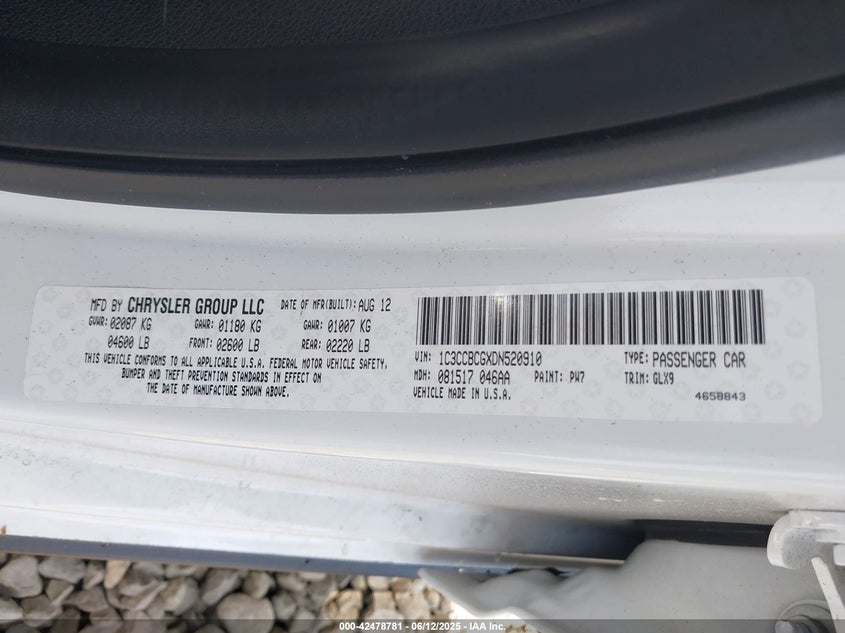 MFD BY CHRYSLER GROUP LLC DATE OF MFR(BUILT): AUG 12
GVWR: 02087 KG GAWR: 01180 KG GAWR: 01007 KG
04600 LB FRONT: 02600 LB REAR: 02220 LB
THIS VEHICLE CONFORMS TO ALL APPLICABLE U.S.A. FEDERAL MOTOR VEHICLE SAFETY,
BUMPER AND THEFT PREVENTION STANDARDS IN EFFECT ON
THE DATE OF MANUFACTURE SHOWN ABOVE.
VIN: 1C3CCBCGXDN520910 TYPE: PASSENGER CAR
MDH: 081517 046AA PAINT: PW7 TRIM: GLX9
VEHICLE MADE IN U.S.A. 4658843
000-42478781 - 06/12/2025 - IAA Inc.